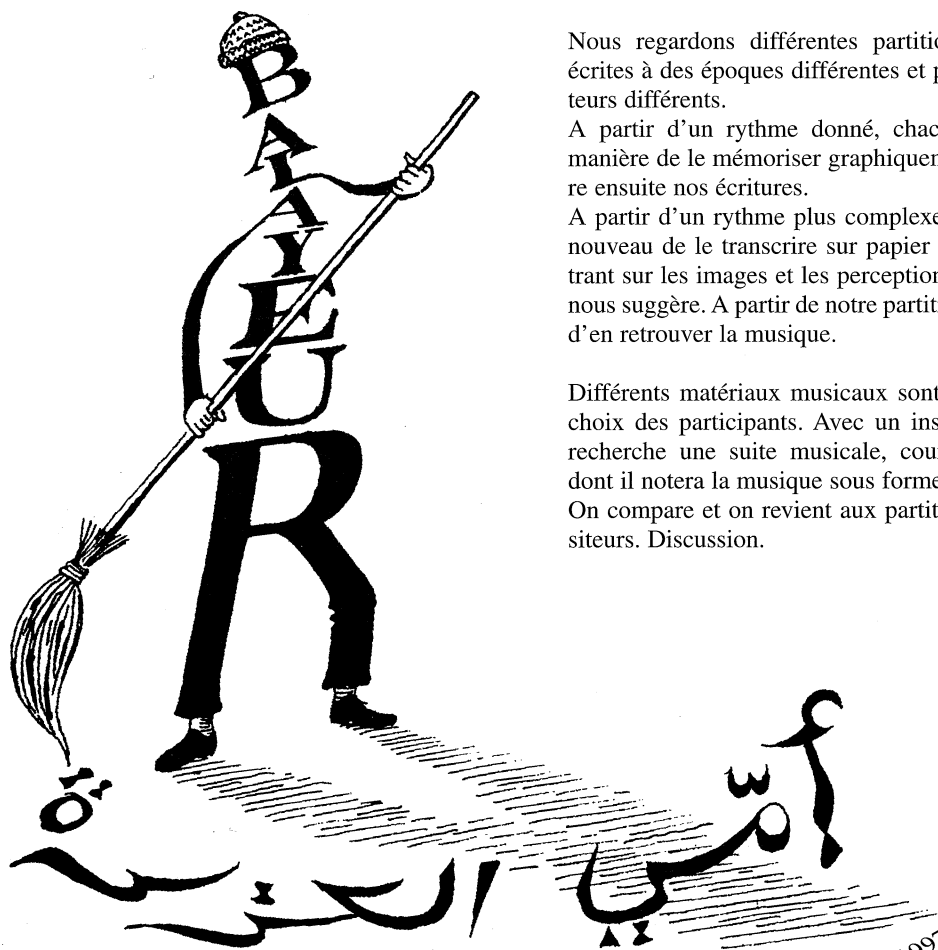 BALAYEUR
Nous regardons différentes partitio
écrites à des époques différentes et p
teurs différents.
A partir d’un rythme donné, chac
manière de le mémoriser graphiquer
re ensuite nos écritures.
A partir d’un rythme plus complexe
nouveau de le transcrire sur papier
trant sur les images et les perception
nous suggère. A partir de notre partit
d’en retrouver la musique.
Différents matériaux musicaux sont
choix des participants. Avec un ins
recherche une suite musicale, cou
dont il notera la musique sous forme
On compare et on revient aux partit
siteurs. Discussion.